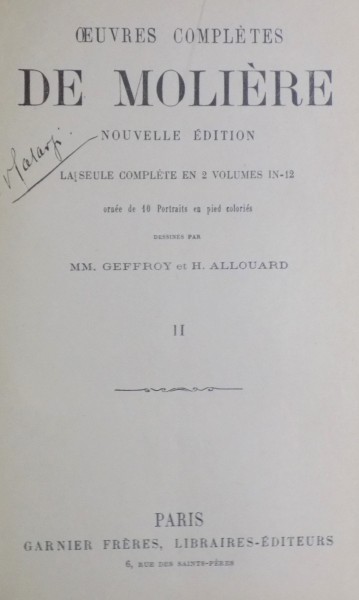 ŒUVRES COMPLÈTES
DE MOLIÈRE
NOUVELLE ÉDITION
LA SEULE COMPLÈTE EN 2 VOLUMES IN-12
ornée de 10 Portraits en pied coloriés
DESSINÉS PAR
MM. GEFFROY et H. ALLOUARD
II
PARIS
GARNIER FRÈRES, LIBRAIRES-ÉDITEURS
6, RUE DES SAINTS-PÈRES